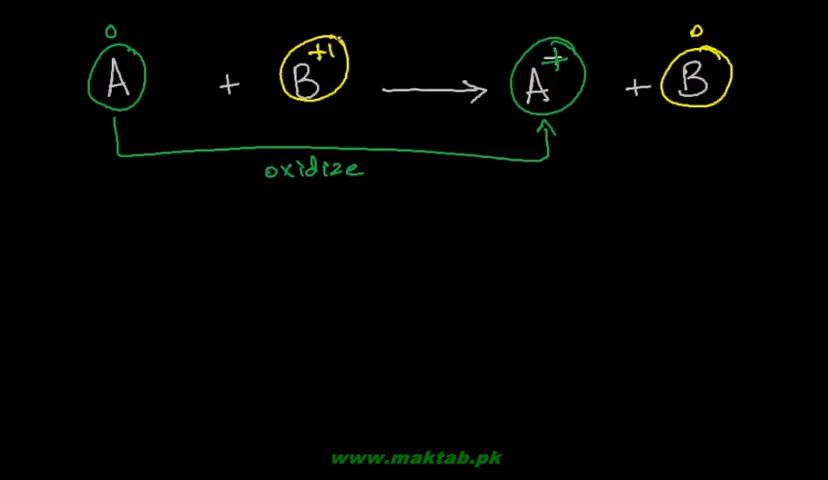 0 0
A + B+1 → A+ + B
oxidize
www.maktab.pk